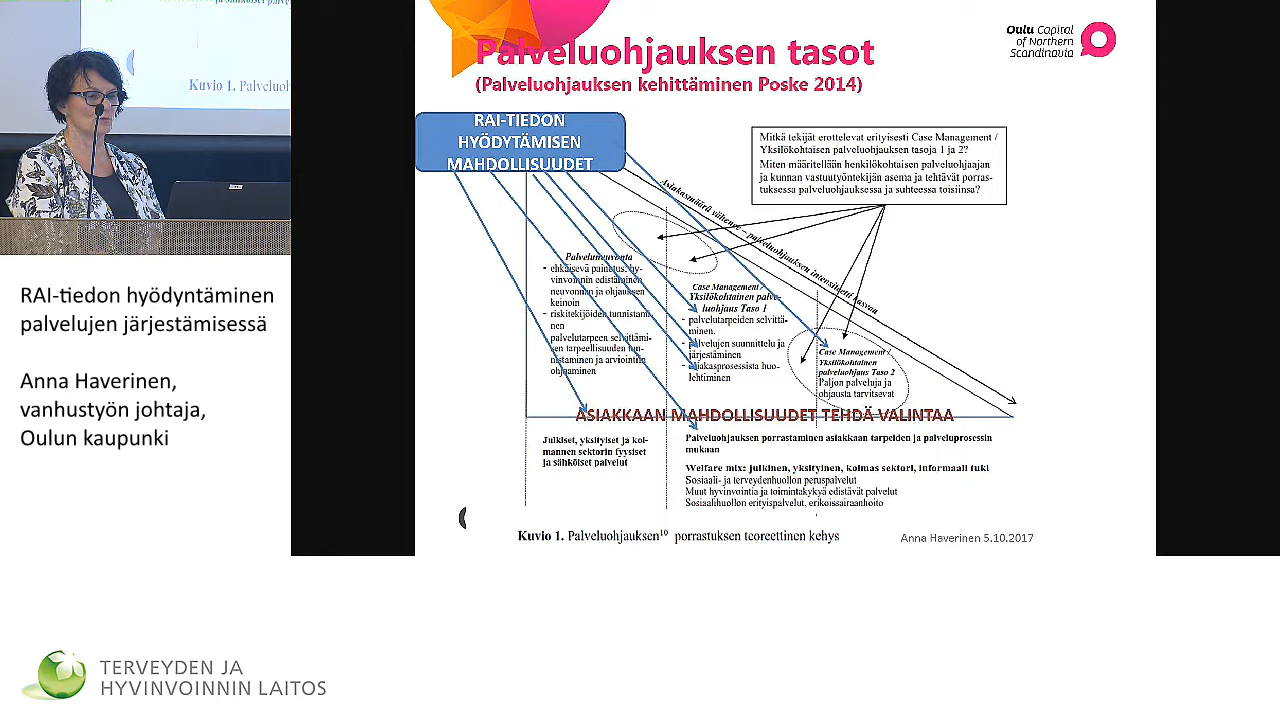 Kuvio 1. Palveluoh
RAI-tiedon hyödyntäminen
palvelujen järjestämisessä
Anna Haverinen,
vanhustyön johtaja,
Oulun kaupunki
TERVEYDEN JA
HYVINVOINNIN LAITOS
Palveluohjauksen tasot
(Palveluohjauksen kehittäminen Poske 2014)
Oulu Capital
of Northern
Scandinavia
RAI-TIEDON
HYÖDYTÄMISEN
MAHDOLLISUUDET
Mitkä tekijät erottelevat erityisesti Case Management /
Yksilökohtaisen palveluohjauksen tasoja 1 ja 2?
Miten määritellään henkilökohtaisen palveluohjaajan
ja kunnan vastuutyöntekijän asema ja tehtävät porras-
tuksessa palveluohjauksessa ja suhteessa toisiinsa?
Asiakasmäärä vähenee – palveluohjauksen intensiteetti kasvaa
Palveluneuvonta
- ehkäisevä painotus: hy-
vinvoinnin edistäminen
neuvonnan ja ohjauksen
keinoin
- riskitekijöiden tunnistami-
nen
palvelutarpeen selvittämi-
sen tarpeellisuuden tun-
nistaminen ja arviointiin
ohjaaminen
Case Management /
Yksilökohtainen palve-
luohjaus Taso 1
- palvelutarpeiden selvittä-
minen.
- palvelujen suunnittelu ja
järjestäminen
- asiakasprosessista huo-
lehtiminen
Case Management /
Yksilökohtainen
palveluohjaus Taso 2
Paljon palveluja ja
ohjausta tarvitsevat
ASIAKKAAN MAHDOLLISUUDET TEHDÄ VALINTAA
Julkiset, yksityiset ja kol-
mannen sektorin fyysiset
ja sähköiset palvelut
Palveluohjauksen porrastaminen asiakkaan tarpeiden ja palveluprosessin
mukaan
Welfare mix: julkinen, yksityinen, kolmas sektori, informaali tuki
Sosiaali- ja terveydenhuollon peruspalvelut
Muut hyvinvointia ja toimintakykyä edistävät palvelut
Sosiaalihuollon erityispalvelut, erikoissairaanhoito
Kuvio 1. Palveluohjauksen¹⁰ porrastuksen teoreettinen kehys
Anna Haverinen 5.10.2017